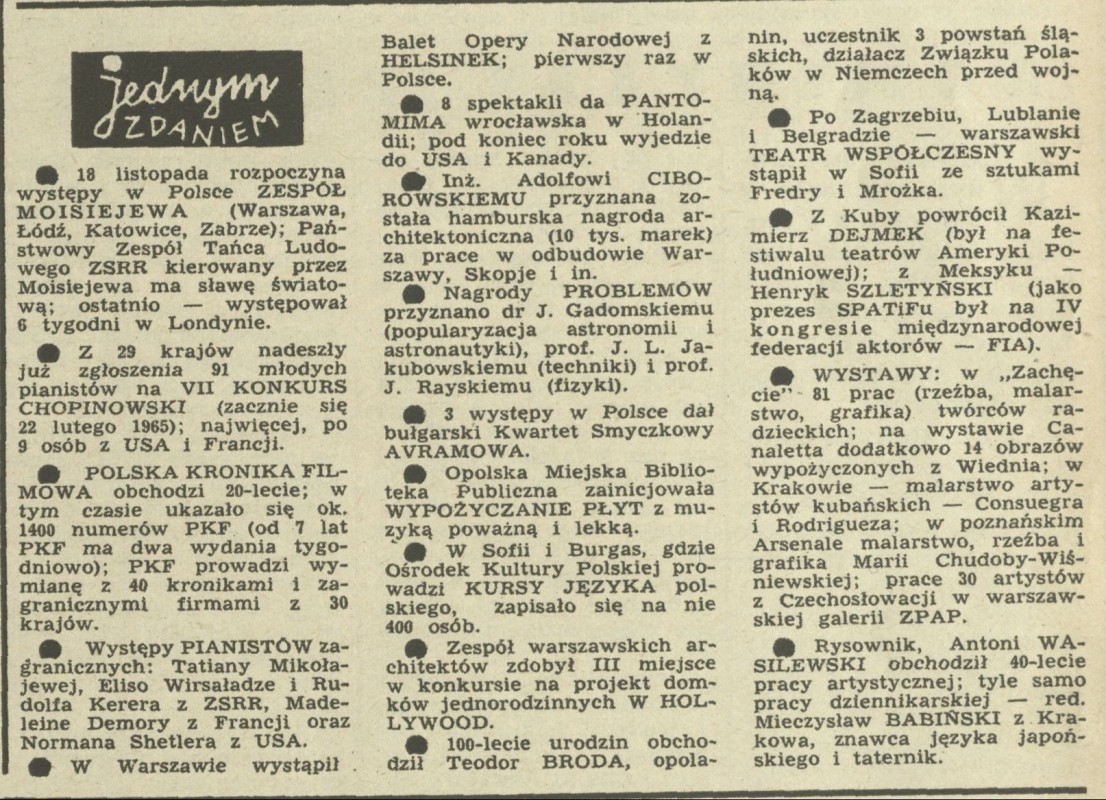 jednym
ZDANIEM
● 18 listopada rozpoczyna
występy w Polsce ZESPÓŁ
MOISIEJEWA (Warszawa,
Łódź, Katowice, Zabrze); Pań-
stwowy Zespół Tańca Ludo-
wego ZSRR kierowany przez
Moisiejewa ma sławę świato-
wą; ostatnio — występował
6 tygodni w Londynie.
● Z 29 krajów nadeszły
już zgłoszenia 91 młodych
pianistów na VII KONKURS
CHOPINOWSKI (zacznie się
22 lutego 1965); najwięcej, po
9 osób z USA i Francji.
● POLSKA KRONIKA FIL-
MOWA obchodzi 20-lecie; w
tym czasie ukazało się ok.
1400 numerów PKF (od 7 lat
PKF ma dwa wydania tygo-
dniowo); PKF prowadzi wy-
mianę z 40 kronikami i za-
granicznymi firmami z 30
krajów.
● Występy PIANISTÓW za-
granicznych: Tatiany Mikoła-
jewej, Eliso Wirsaładze i Ru-
dolfa Kerera z ZSRR, Made-
leine Demory z Francji oraz
Normana Shetlera z USA.
● W Warszawie wystąpił
Balet Opery Narodowej z
HELSINEK; pierwszy raz w
Polsce.
● 8 spektakli da PANTO-
MIMA wrocławska w Holan-
dii; pod koniec roku wyjedzie
do USA i Kanady.
● Inż. Adolfowi CIBO-
ROWSKIEMU przyznana zo-
stała hamburska nagroda ar-
chitektoniczna (10 tys. marek)
za prace w odbudowie War-
szawy, Skopje i in.
● Nagrody PROBLEMÓW
przyznano dr J. Gadomskiemu
(popularyzacja astronomii i
astronautyki), prof. J. L. Ja-
kubowskiemu (techniki) i prof.
J. Rayskiemu (fizyki).
● 3 występy w Polsce dał
bułgarski Kwartet Smyczkowy
AVRAMOWA.
● Opolska Miejska Biblio-
teka Publiczna zainicjowała
WYPOŻYCZANIE PŁYT z mu-
zyką poważną i lekką.
● W Sofii i Burgas, gdzie
Ośrodek Kultury Polskiej pro-
wadzi KURSY JĘZYKA pol-
skiego, zapisało się na nie
400 osób.
● Zespół warszawskich ar-
chitektów zdobył III miejsce
w konkursie na projekt dom-
ków jednorodzinnych W HOL-
LYWOOD.
● 100-lecie urodzin obcho-
dził Teodor BRODA, opola-
nin, uczestnik 3 powstań ślą-
skich, działacz Związku Pola-
ków w Niemczech przed woj-
ną.
● Po Zagrzebiu, Lublanie
i Belgradzie — warszawski
TEATR WSPÓŁCZESNY wy-
stąpił w Sofii ze sztukami
Fredry i Mrożka.
● Z Kuby powrócił Kazi-
mierz DEJMEK (był na fe-
stiwalu teatrów Ameryki Po-
łudniowej); z Meksyku —
Henryk SZLETYŃSKI (jako
prezes SPATiFu był na IV
kongresie międzynarodowej
federacji aktorów — FIA).
● WYSTAWY: w „Zachę-
cie” 81 prac (rzeźba, malar-
stwo, grafika) twórców ra-
dzieckich; na wystawie Ca-
naletta dodatkowo 14 obrazów
wypożyczonych z Wiednia; w
Krakowie — malarstwo arty-
stów kubańskich — Consuegra
i Rodrigueza; w poznańskim
Arsenale malarstwo, rzeźba i
grafika Marii Chudoby-Wiś-
niewskiej; prace 30 artystów
z Czechosłowacji w warszaw-
skiej galerii ZPAP.
● Rysownik, Antoni WA-
SILEWSKI obchodził 40-lecie
pracy artystycznej; tyle samo
pracy dziennikarskiej — red.
Mieczysław BABIŃSKI z Kra-
kowa, znawca języka japoń-
skiego i taternik.